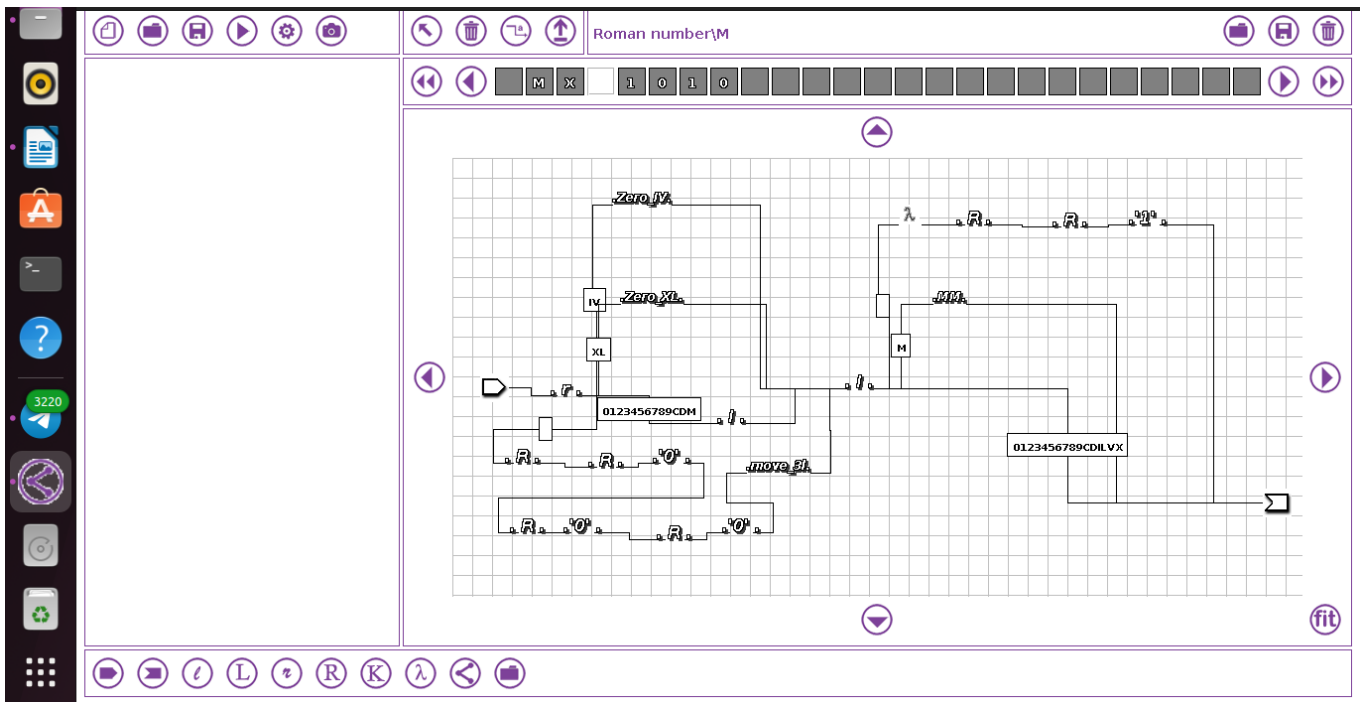 Roman number\M
M X 1 0 1 0
.Zero_IV.
λ .R. .R. '1'.
IV .Zero_XL. .MM.
XL M
.r. .l.
3220
0123456789CDM .l.
0123456789CDILVX
.R. .R. '0'. .move_3l.
.R. '0'. .R. '0'.
fit
l L r R K λ